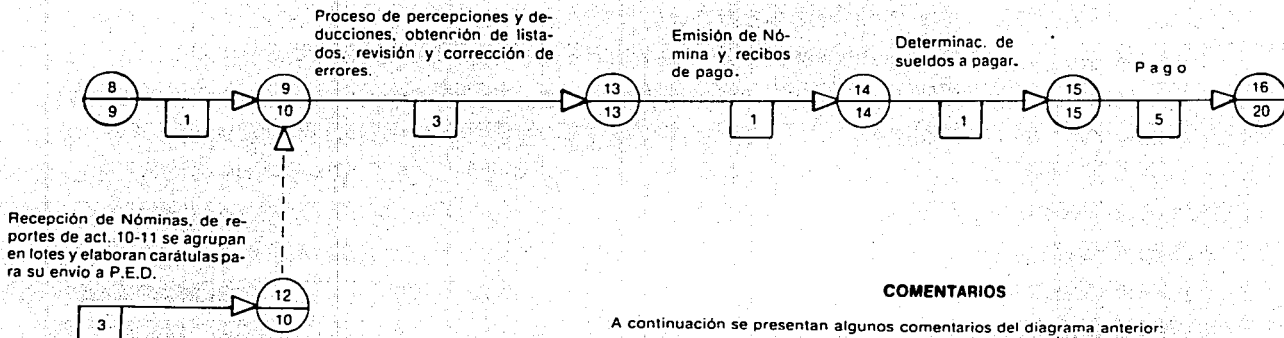 Proceso de percepciones y de-
ducciones, obtención de lista-
dos, revisión y corrección de
errores.
Emisión de Nó-
mina y recibos
de pago.
Determinac. de
sueldos a pagar.
Pago
8
9
1
9
10
3
13
13
1
14
14
1
15
15
5
16
20
Recepción de Nóminas, de re-
portes de act. 10-11 se agrupan
en lotes y elaboran carátulas pa-
ra su envio a P.E.D.
3
12
10
COMENTARIOS
A continuación se presentan algunos comentarios del diagrama anterior: